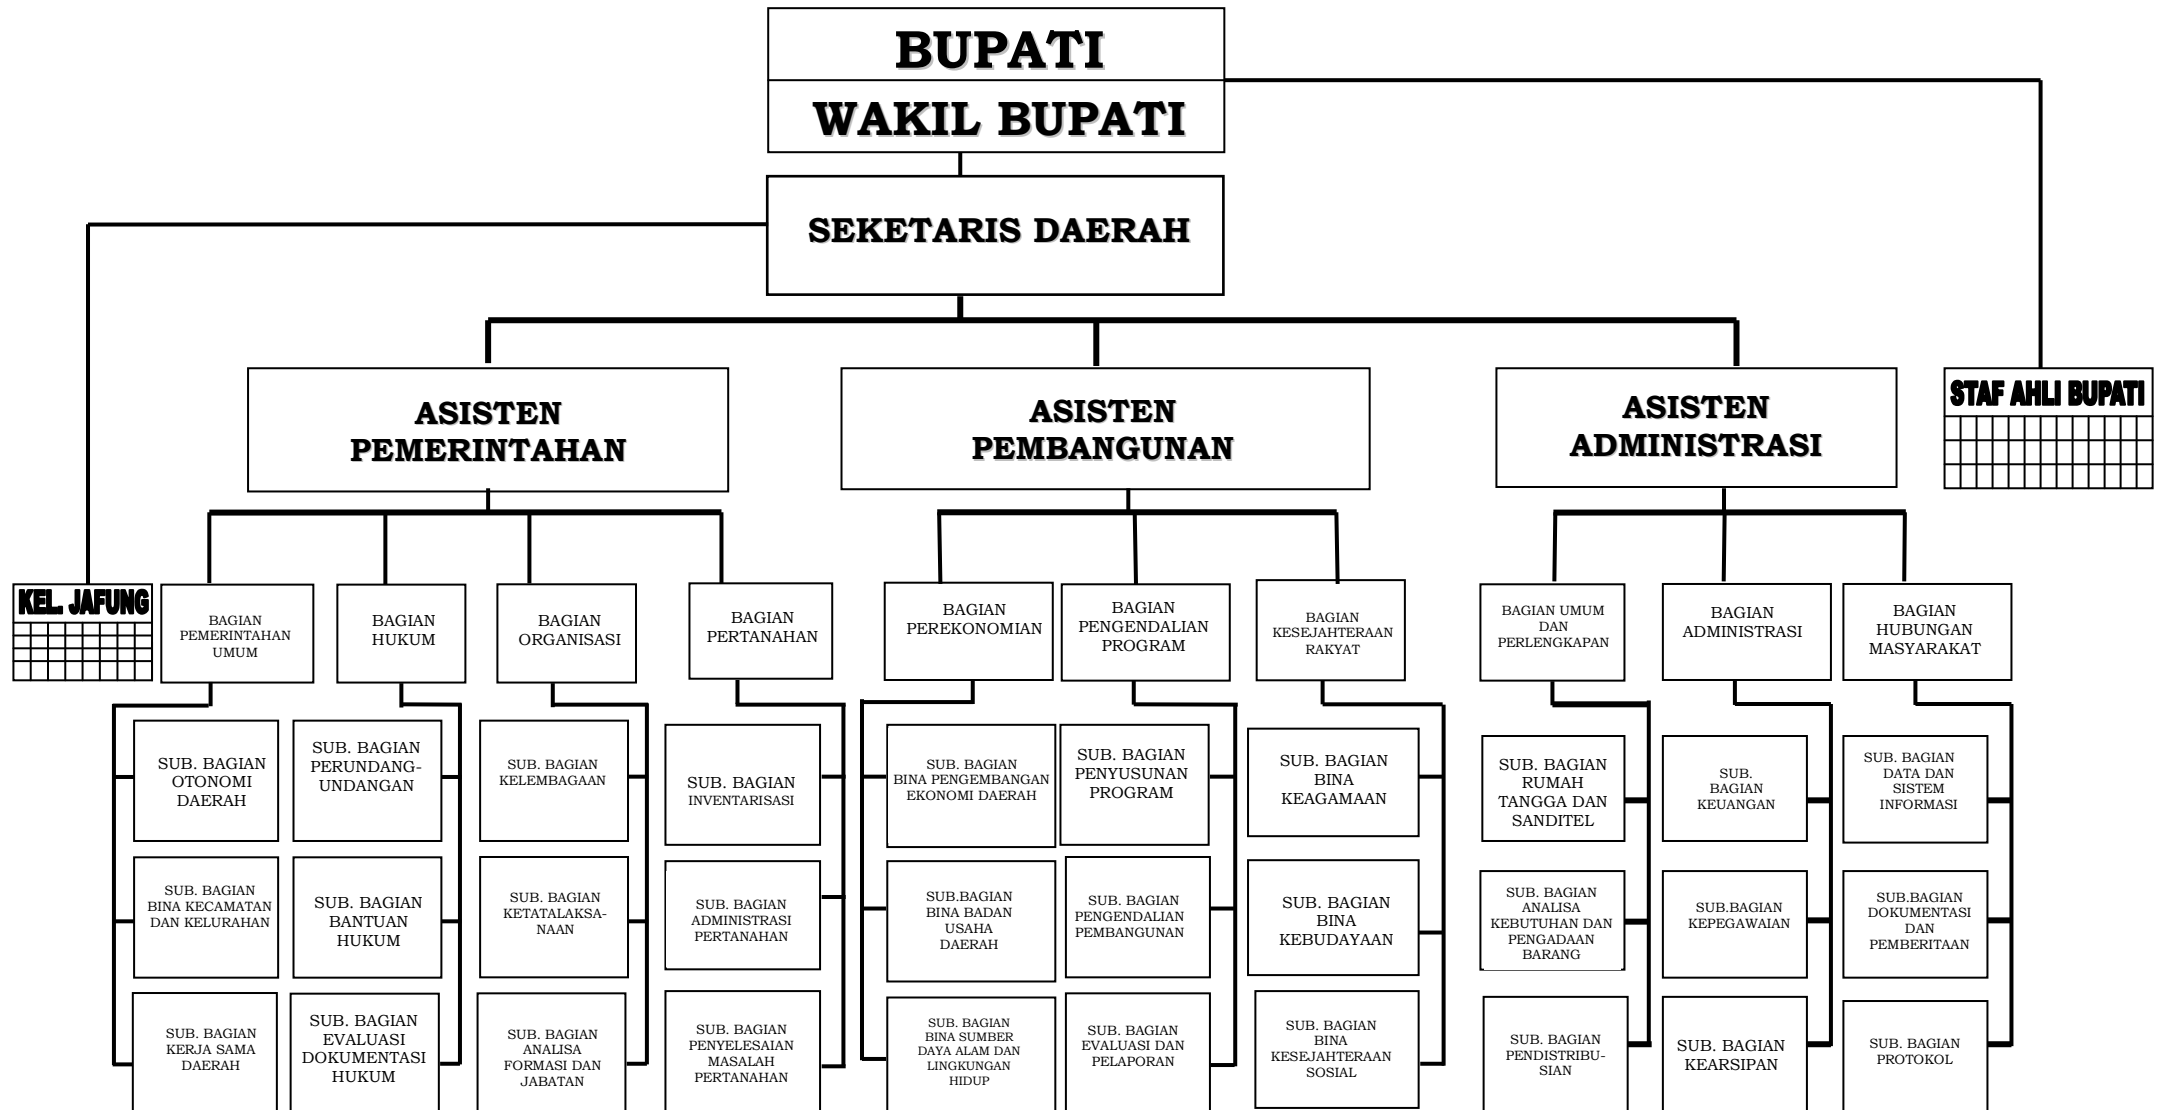 BUPATI
WAKIL BUPATI
SEKETARIS DAERAH
ASISTEN
PEMERINTAHAN
ASISTEN
PEMBANGUNAN
ASISTEN
ADMINISTRASI
STAF AHLI BUPATI
KEL. JAFUNG
BAGIAN
PEMERINTAHAN
UMUM
BAGIAN
HUKUM
BAGIAN
ORGANISASI
BAGIAN
PERTANAHAN
BAGIAN
PEREKONOMIAN
BAGIAN
PENGENDALIAN
PROGRAM
BAGIAN
KESEJAHTERAAN
RAKYAT
BAGIAN UMUM
DAN
PERLENGKAPAN
BAGIAN
ADMINISTRASI
BAGIAN
HUBUNGAN
MASYARAKAT
SUB. BAGIAN
OTONOMI
DAERAH
SUB. BAGIAN
PERUNDANG-
UNDANGAN
SUB. BAGIAN
KELEMBAGAAN
SUB. BAGIAN
INVENTARISASI
SUB. BAGIAN
BINA PENGEMBANGAN
EKONOMI DAERAH
SUB. BAGIAN
PENYUSUNAN
PROGRAM
SUB. BAGIAN
BINA
KEAGAMAAN
SUB. BAGIAN
RUMAH
TANGGA DAN
SANDITEL
SUB.
BAGIAN
KEUANGAN
SUB. BAGIAN
DATA DAN
SISTEM
INFORMASI
SUB. BAGIAN
BINA KECAMATAN
DAN KELURAHAN
SUB. BAGIAN
BANTUAN
HUKUM
SUB. BAGIAN
KETATALAKSA-
NAAN
SUB. BAGIAN
ADMINISTRASI
PERTANAHAN
SUB.BAGIAN
BINA BADAN
USAHA
DAERAH
SUB. BAGIAN
PENGENDALIAN
PEMBANGUNAN
SUB. BAGIAN
BINA
KEBUDAYAAN
SUB. BAGIAN
ANALISA
KEBUTUHAN DAN
PENGADAAN
BARANG
SUB.BAGIAN
KEPEGAWAIAN
SUB.BAGIAN
DOKUMENTASI
DAN
PEMBERITAAN
SUB. BAGIAN
KERJA SAMA
DAERAH
SUB. BAGIAN
EVALUASI
DOKUMENTASI
HUKUM
SUB. BAGIAN
ANALISA
FORMASI DAN
JABATAN
SUB. BAGIAN
PENYELESAIAN
MASALAH
PERTANAHAN
SUB. BAGIAN
BINA SUMBER
DAYA ALAM DAN
LINGKUNGAN
HIDUP
SUB. BAGIAN
EVALUASI DAN
PELAPORAN
SUB. BAGIAN
BINA
KESEJAHTERAAN
SOSIAL
SUB. BAGIAN
PENDISTRIBU-
SIAN
SUB. BAGIAN
KEARSIPAN
SUB. BAGIAN
PROTOKOL